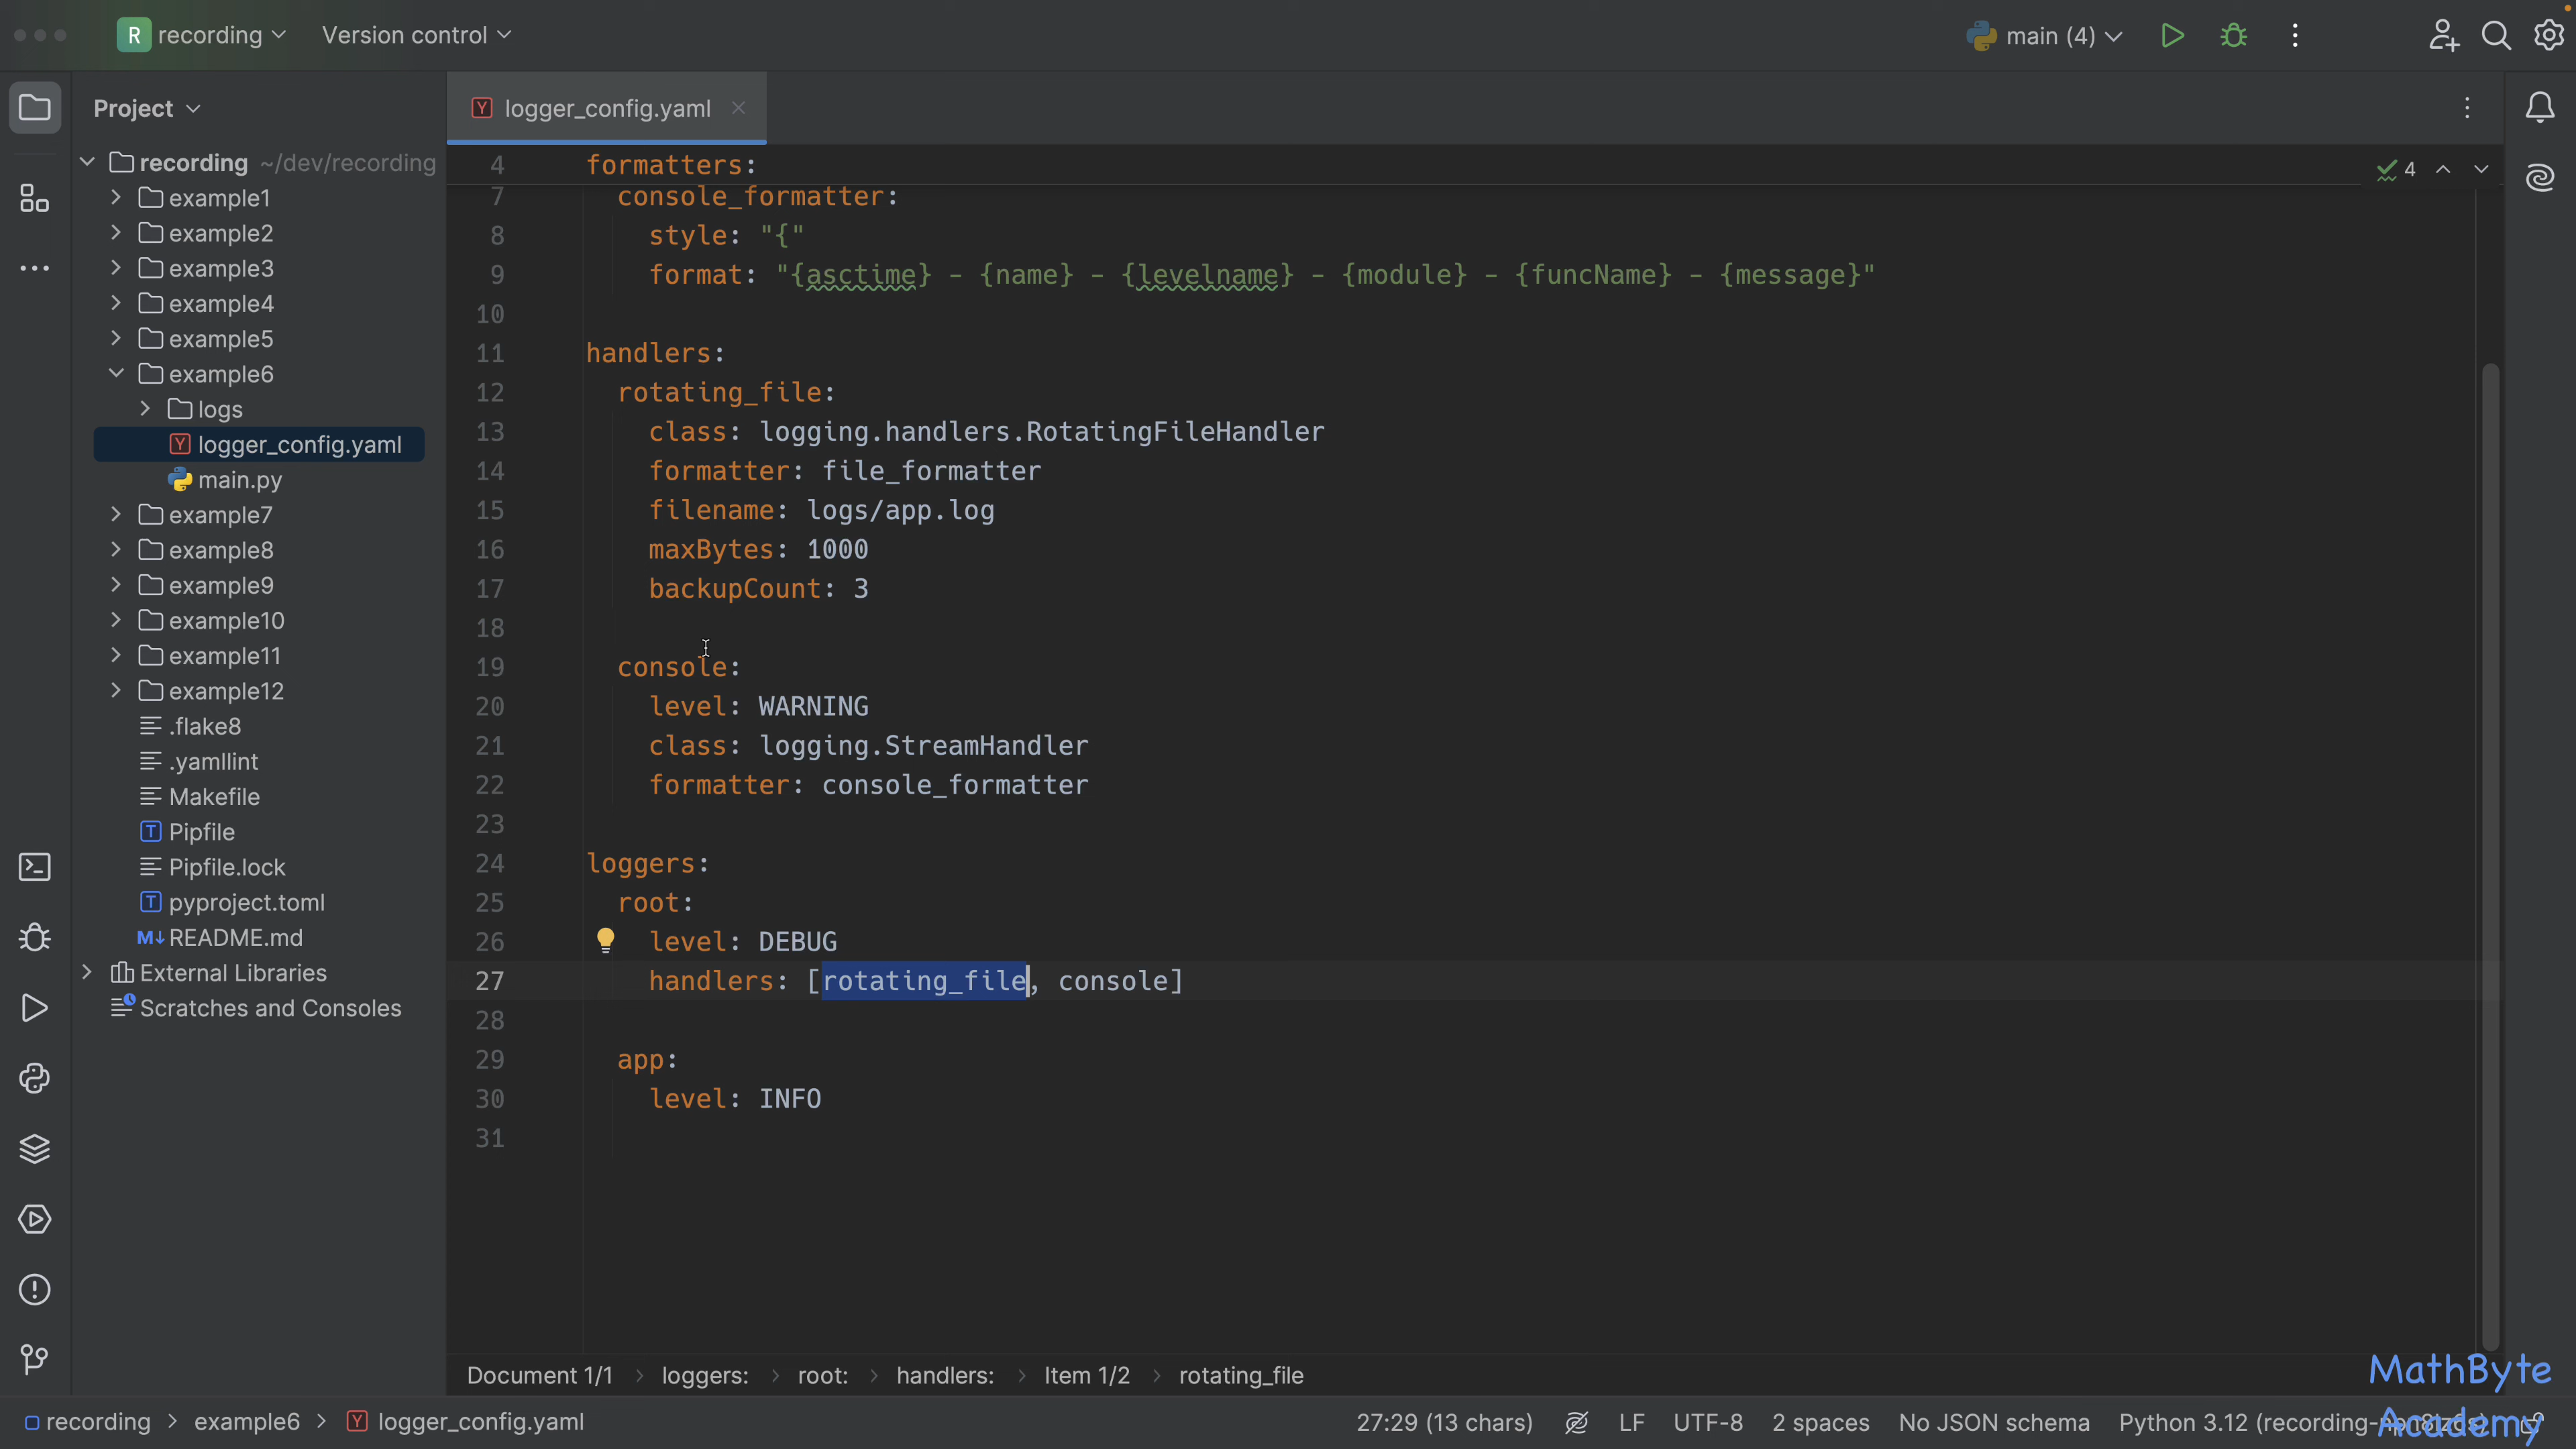 R recording
Version control
main (4)
Project
logger_config.yaml
recording ~/dev/recording
example1
example2
example3
example4
example5
example6
logs
logger_config.yaml
main.py
example7
example8
example9
example10
example11
example12
.flake8
.yamllint
Makefile
Pipfile
Pipfile.lock
pyproject.toml
README.md
External Libraries
Scratches and Consoles
4 formatters:
4
7 console_formatter:
8 style: "{"
9 format: "{asctime} - {name} - {levelname} - {module} - {funcName} - {message}"
10
11 handlers:
12 rotating_file:
13 class: logging.handlers.RotatingFileHandler
14 formatter: file_formatter
15 filename: logs/app.log
16 maxBytes: 1000
17 backupCount: 3
18
19 console:
20 level: WARNING
21 class: logging.StreamHandler
22 formatter: console_formatter
23
24 loggers:
25 root:
26 level: DEBUG
27 handlers: [rotating_file, console]
28
29 app:
30 level: INFO
31
Document 1/1 > loggers: > root: > handlers: > Item 1/2 > rotating_file
MathByte
Academy
recording > example6 > logger_config.yaml
27:29 (13 chars) LF UTF-8 2 spaces No JSON schema Python 3.12